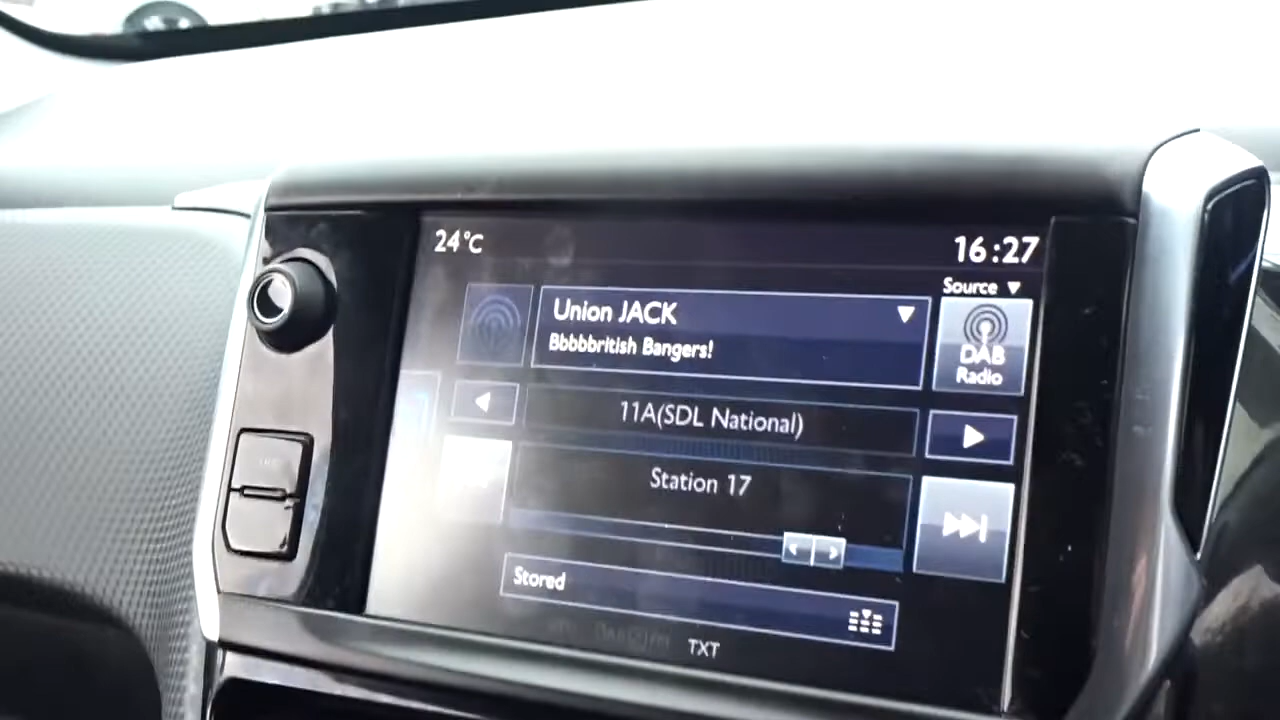 24°C
16:27
Source
Union JACK
Bbbbbritish Bangers!
DAB
Radio
11A(SDL National)
Station 17
Stored
TXT